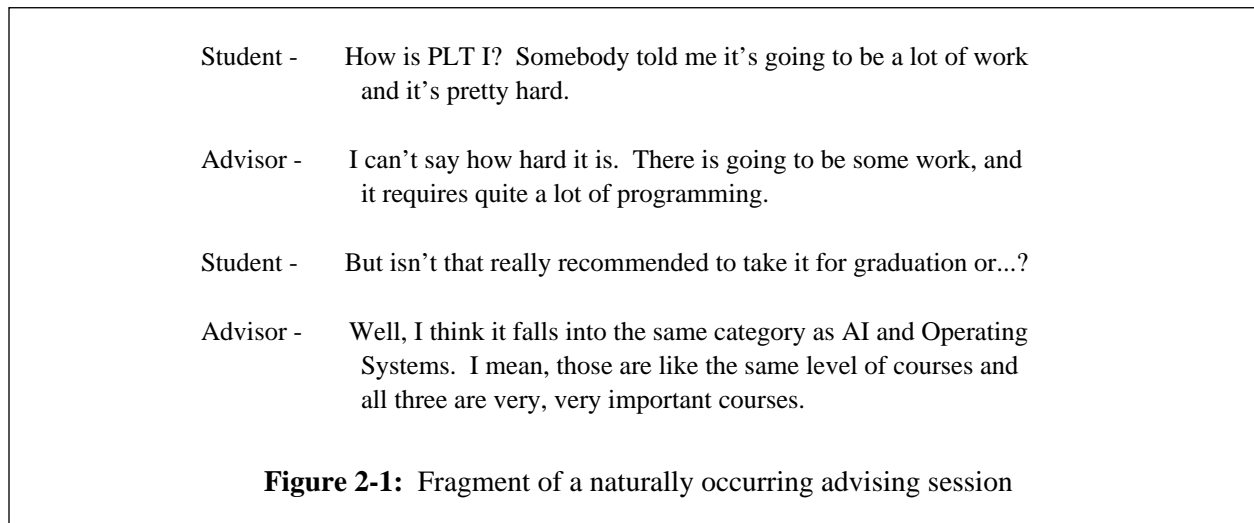 Student - How is PLT I? Somebody told me it's going to be a lot of work
and it's pretty hard.
Advisor - I can't say how hard it is. There is going to be some work, and
it requires quite a lot of programming.
Student - But isn't that really recommended to take it for graduation or...?
Advisor - Well, I think it falls into the same category as AI and Operating
Systems. I mean, those are like the same level of courses and
all three are very, very important courses.
Figure 2-1: Fragment of a naturally occurring advising session